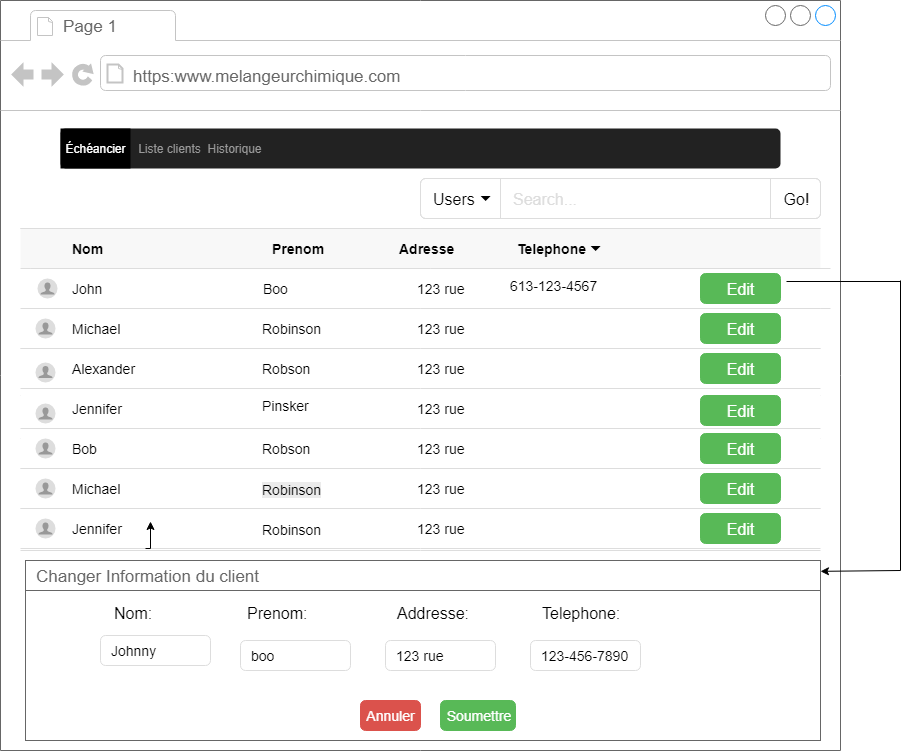 Page 1
https:www.melangeurchimique.com
Échéancier Liste clients Historique
Users Search... Go!
Nom Prenom Adresse Telephone
John Boo 123 rue 613-123-4567 Edit
Michael Robinson 123 rue Edit
Alexander Robson 123 rue Edit
Jennifer Pinsker 123 rue Edit
Bob Robson 123 rue Edit
Michael Robinson 123 rue Edit
Jennifer Robinson 123 rue Edit
Changer Information du client
Nom: Prenom: Addresse: Telephone:
Johnny boo 123 rue 123-456-7890
Annuler Soumettre